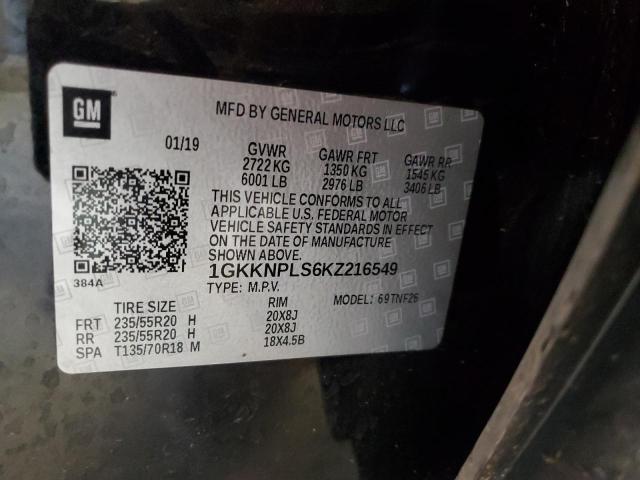 GM
MFD BY GENERAL MOTORS LLC
01/19
GVWR GAWR FRT GAWR RR
2722 KG 1350 KG 1545 KG
6001 LB 2976 LB 3406 LB
THIS VEHICLE CONFORMS TO ALL
APPLICABLE U.S. FEDERAL MOTOR
VEHICLE SAFETY STANDARDS IN EFFECT
ON THE DATE OF MANUFACTURE
SHOWN ABOVE.
1GKKNPLS6KZ216549
384A
TYPE: M.P.V. MODEL: 69TNF26
TIRE SIZE RIM
FRT 235/55R20 H 20X8J
RR 235/55R20 H 20X8J
SPA T135/70R18 M 18X4.5B